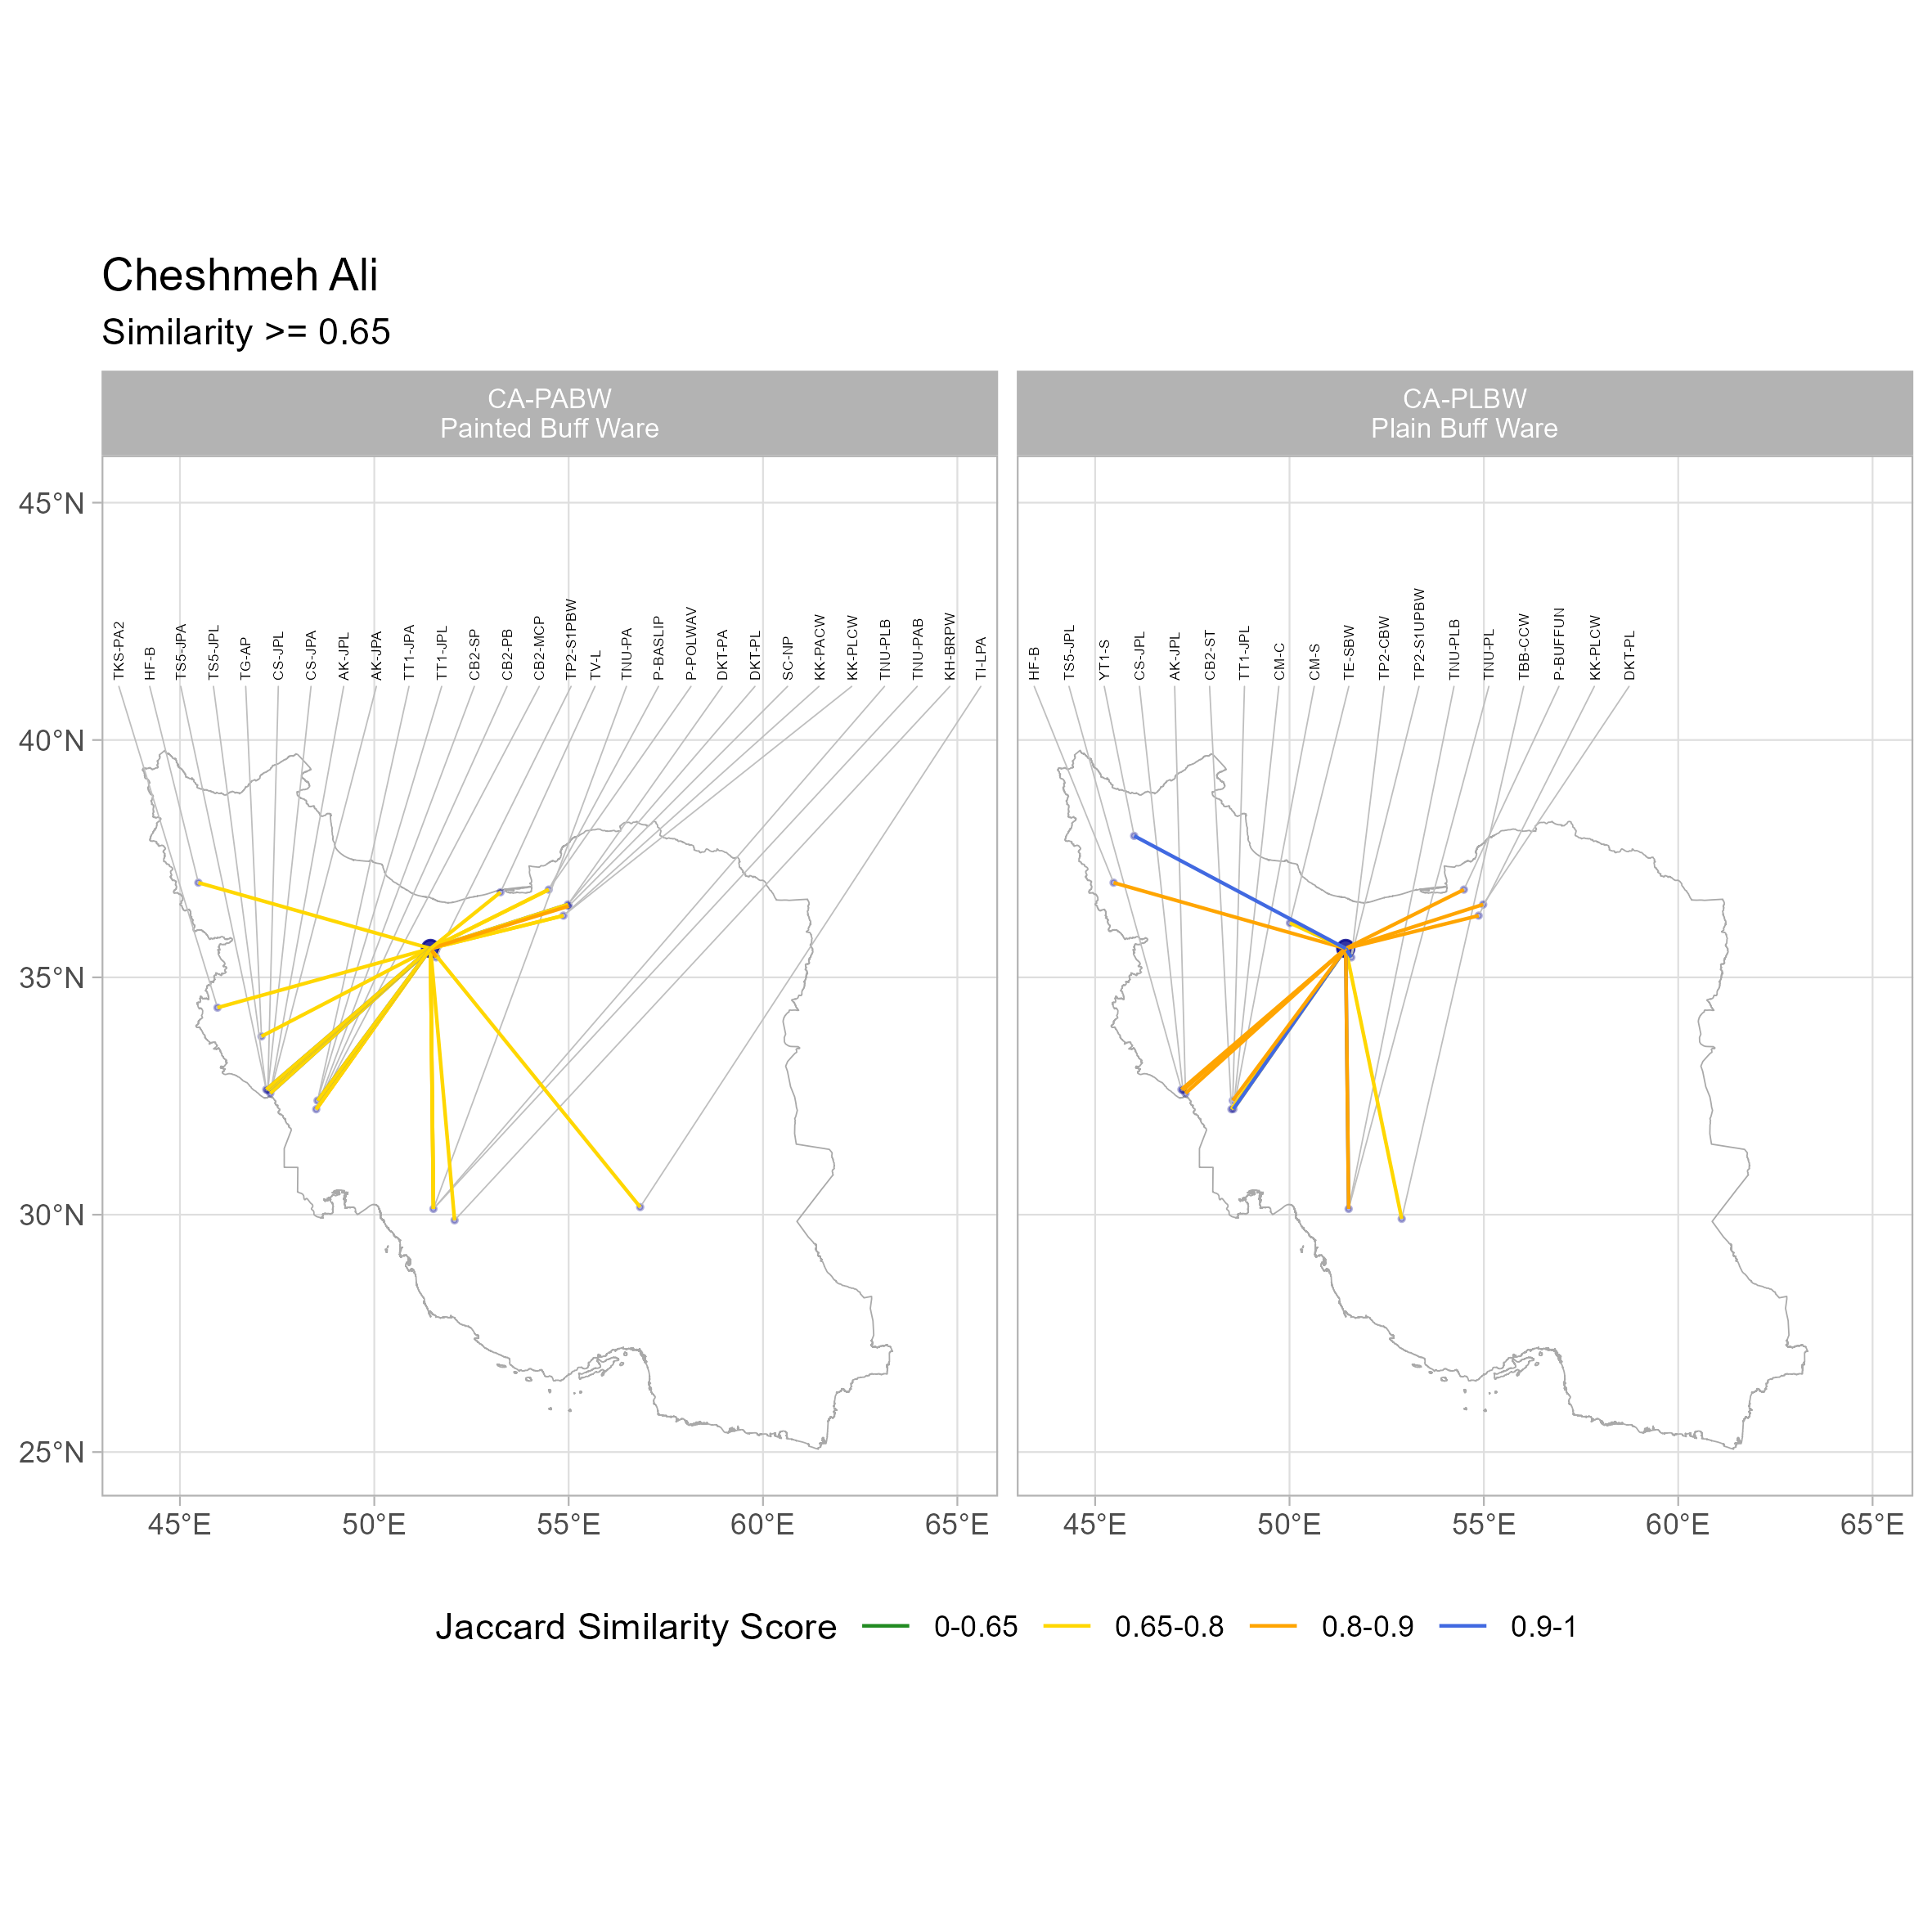 Cheshmeh Ali
Similarity >= 0.65
CA-PABW
Painted Buff Ware
CA-PLBW
Plain Buff Ware
45°N
40°N
35°N
30°N
25°N
TKS-PA2
HF-B
TS5-JPA
TS5-JPL
TG-AP
CS-JPL
CS-JPA
AK-JPL
AK-JPA
TT1-JPA
TT1-JPL
CB2-SP
CB2-PB
CB2-MCP
TP2-S1PBW
TV-L
TNU-PA
P-BASLIP
P-POLWAV
DKT-PA
DKT-PL
SC-NP
KK-PACW
KK-PLCW
TNU-PLB
TNU-PAB
KH-BRPW
TI-LPA
HF-B
TS5-JPL
YT1-S
CS-JPL
AK-JPL
CB2-ST
TT1-JPL
CM-C
CM-S
TE-SBW
TP2-CBW
TP2-S1UPBW
TNU-PLB
TNU-PL
TBB-CCW
P-BUFFUN
KK-PLCW
DKT-PL
45°E 50°E 55°E 60°E 65°E
45°E 50°E 55°E 60°E 65°E
Jaccard Similarity Score 0-0.65 0.65-0.8 0.8-0.9 0.9-1